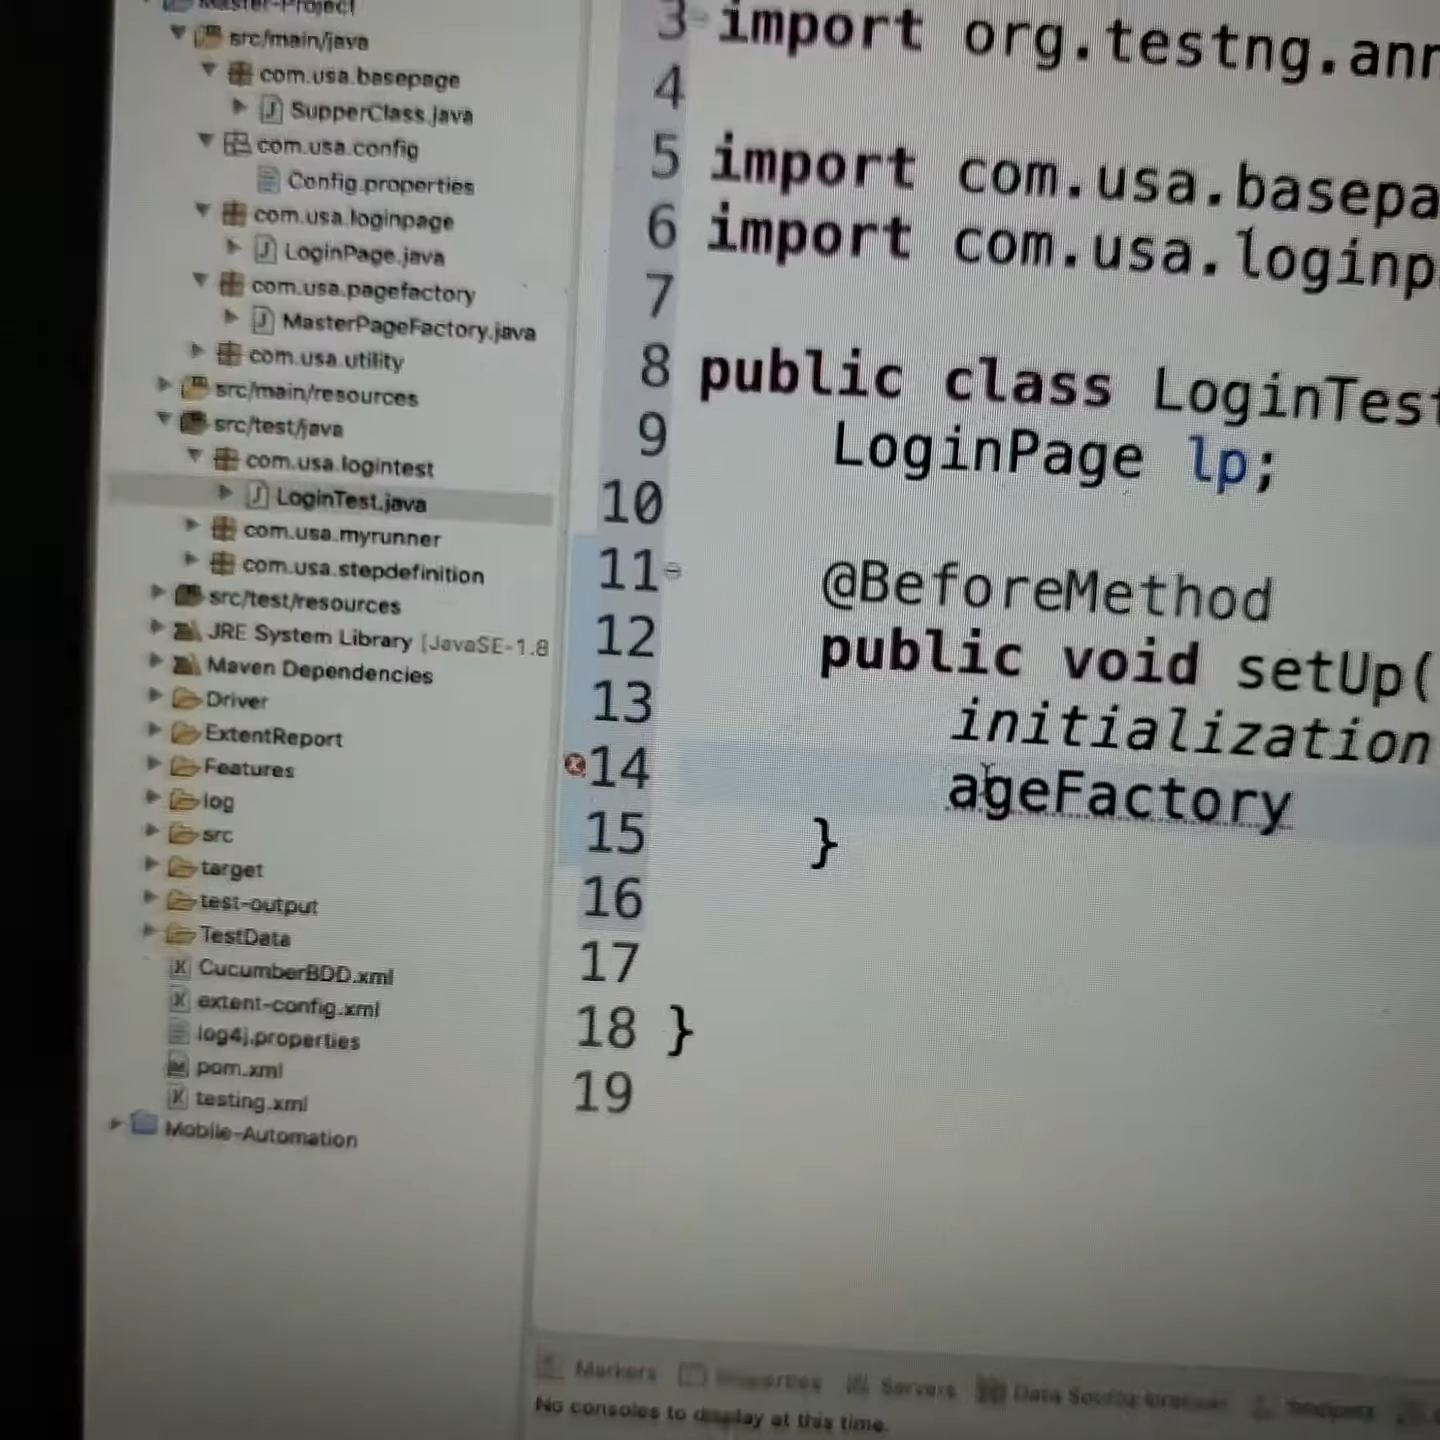 Master-Project
src/main/java
com.usa.basepage
SupperClass.java
com.usa.config
Config.properties
com.usa.loginpage
LoginPage.java
com.usa.pagefactory
MasterPageFactory.java
com.usa.utility
src/main/resources
src/test/java
com.usa.logintest
LoginTest.java
com.usa.myrunner
com.usa.stepdefinition
src/test/resources
JRE System Library [JavaSE-1.8
Maven Dependencies
Driver
ExtentReport
Features
log
src
target
test-output
TestData
CucumberBDD.xml
extent-config.xml
log4j.properties
pom.xml
testing.xml
Mobile-Automation
3 import org.testng.ann
4
5 import com.usa.basepa
6 import com.usa.loginp
7
8 public class LoginTest
9 LoginPage lp;
10
11 @BeforeMethod
12 public void setUp(
13 initialization
14 ageFactory
15 }
16
17
18 }
19
Markers Properties Servers Data Source
No consoles to display at this time.